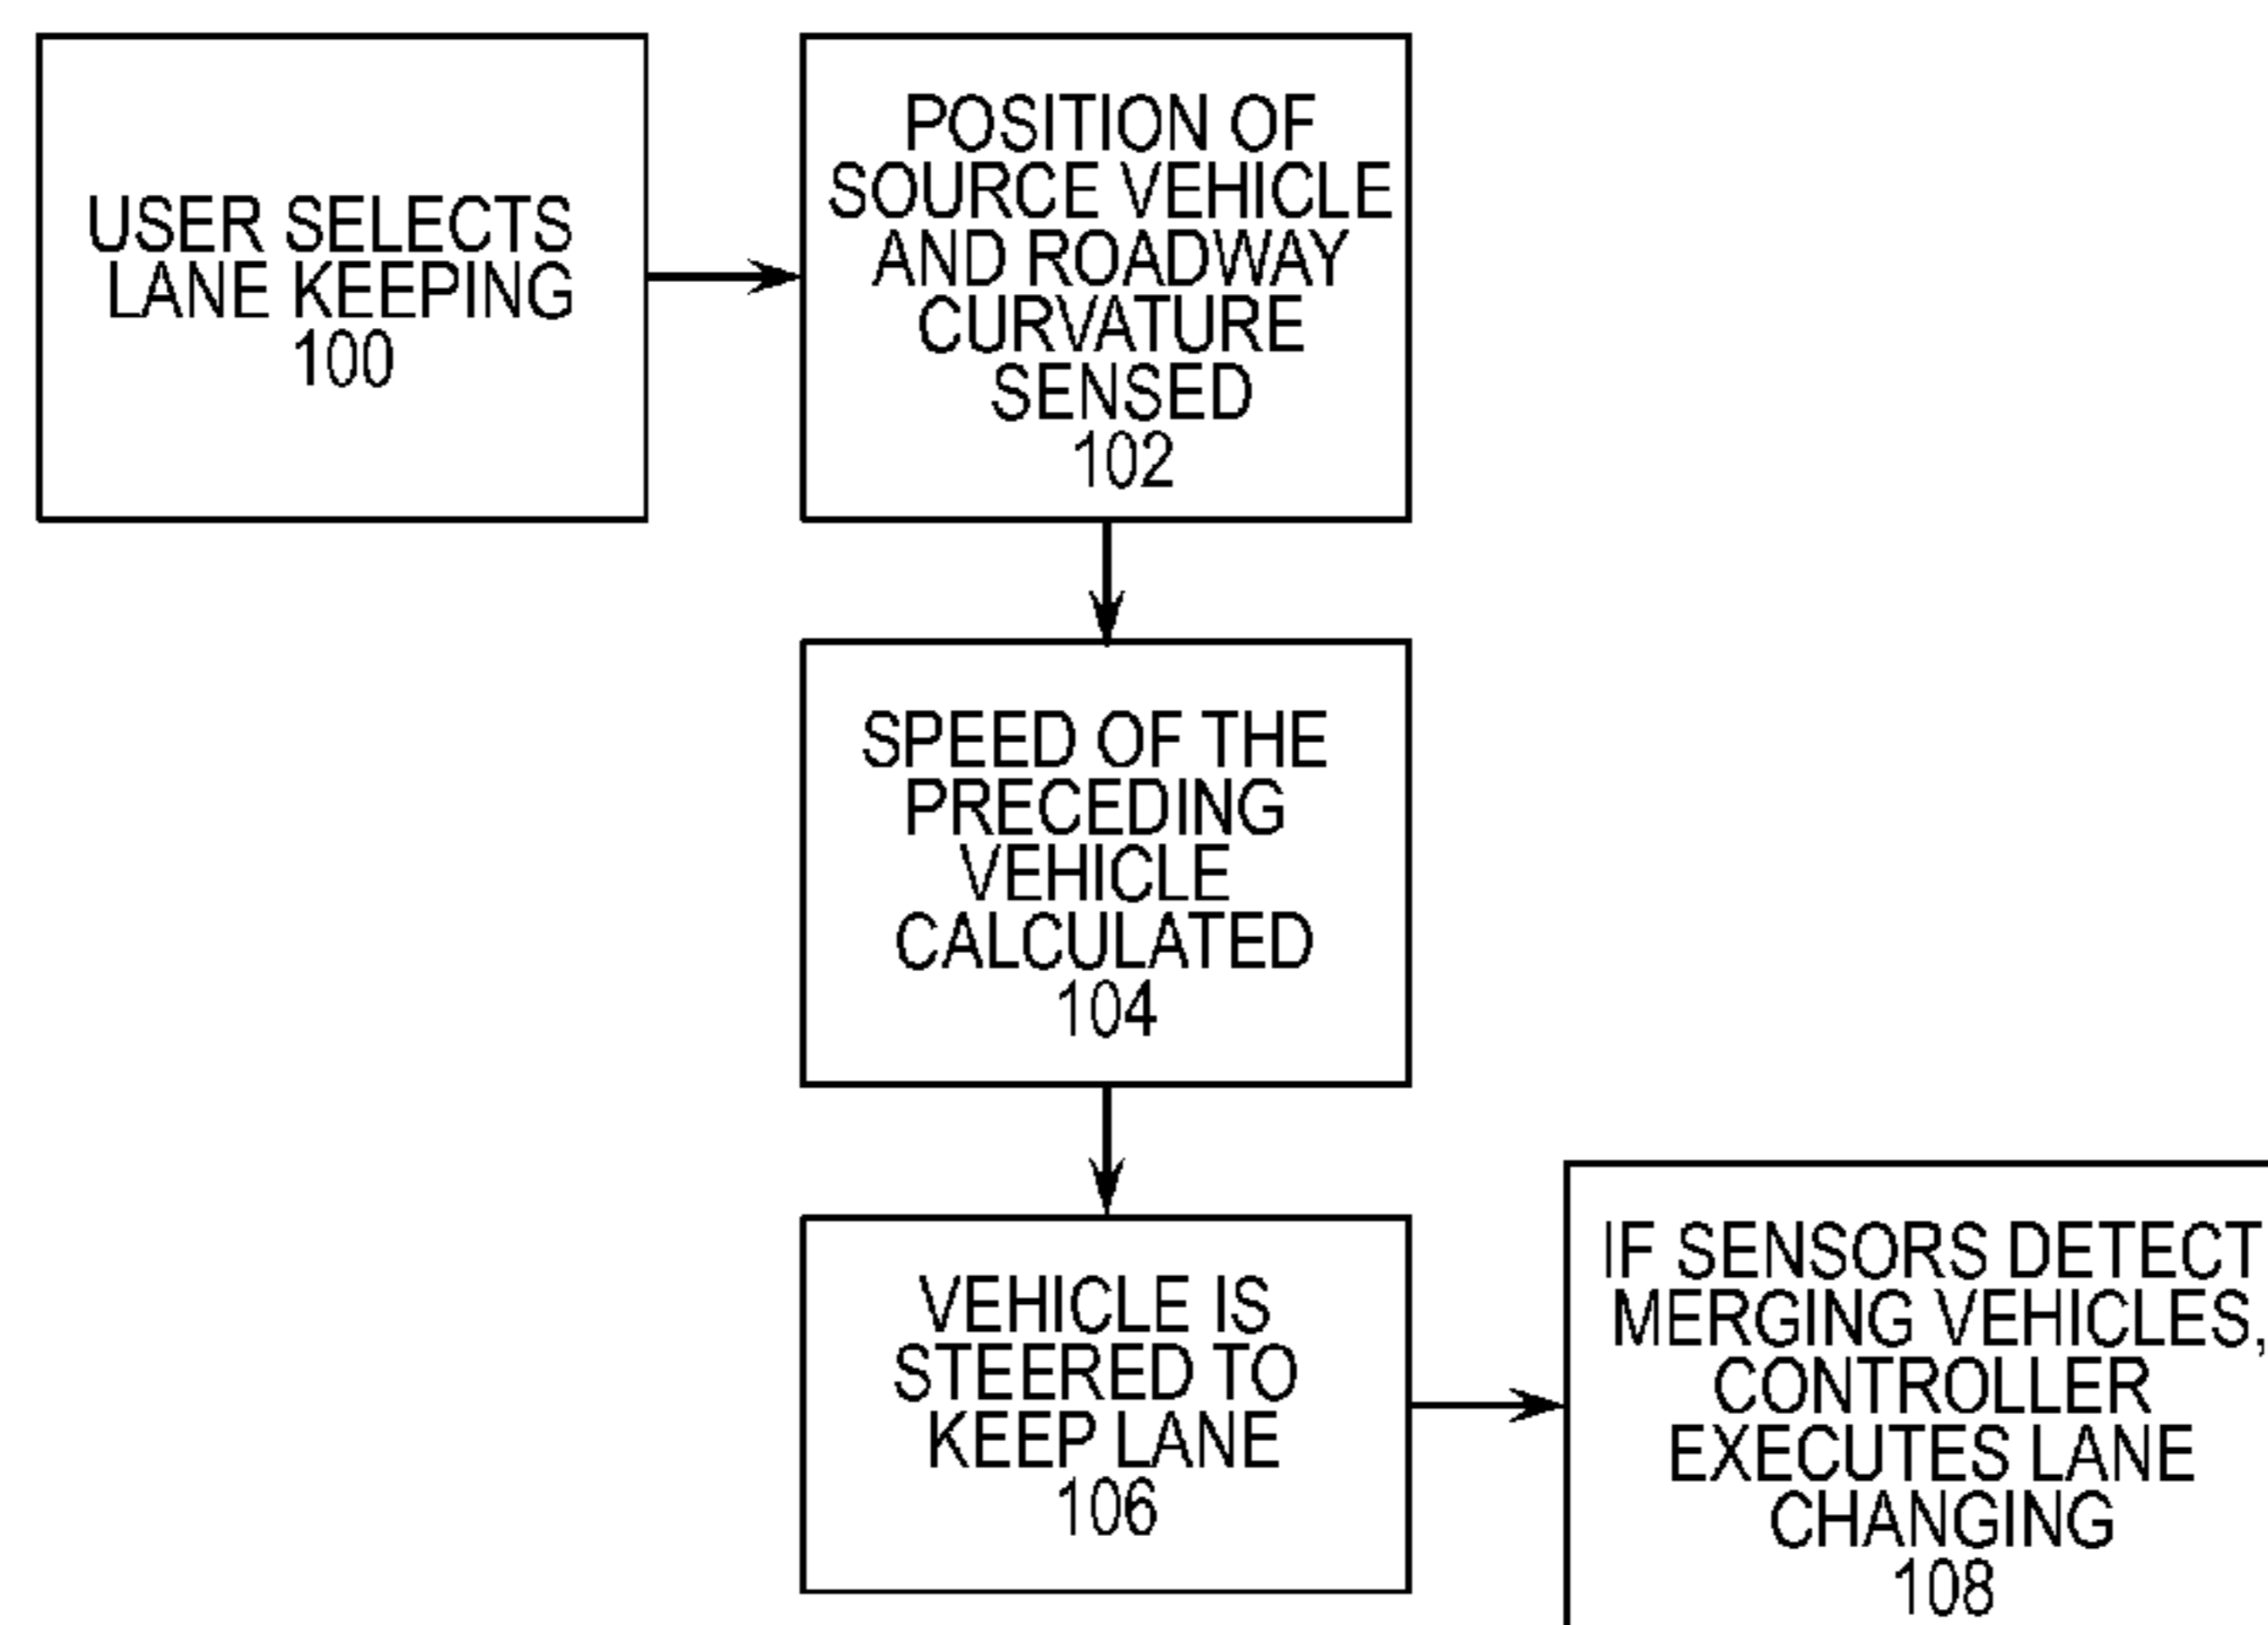 USER SELECTS
LANE KEEPING
100
POSITION OF
SOURCE VEHICLE
AND ROADWAY
CURVATURE
SENSED
102
SPEED OF THE
PRECEDING
VEHICLE
CALCULATED
104
VEHICLE IS
STEERED TO
KEEP LANE
106
IF SENSORS DETECT
MERGING VEHICLES,
CONTROLLER
EXECUTES LANE
CHANGING
108